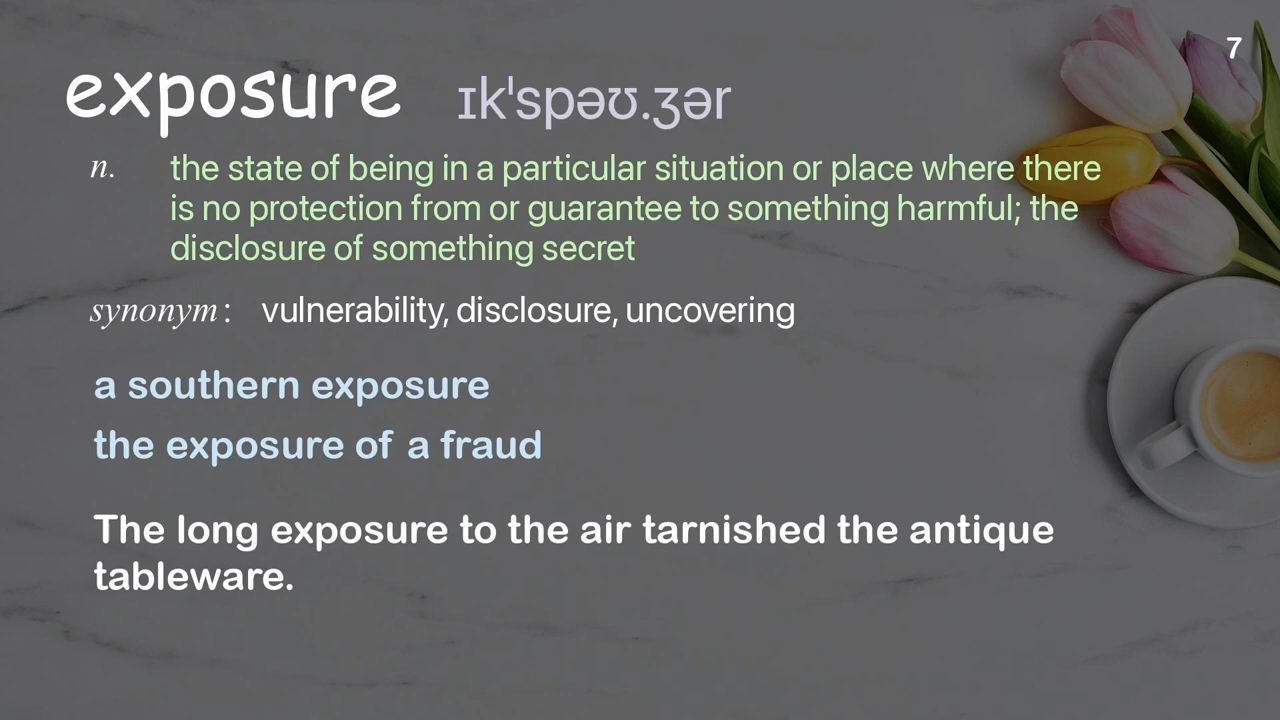 7
exposure ɪkˈspəʊ.ʒər
n. the state of being in a particular situation or place where there
is no protection from or guarantee to something harmful; the
disclosure of something secret
synonym: vulnerability, disclosure, uncovering
a southern exposure
the exposure of a fraud
The long exposure to the air tarnished the antique
tableware.